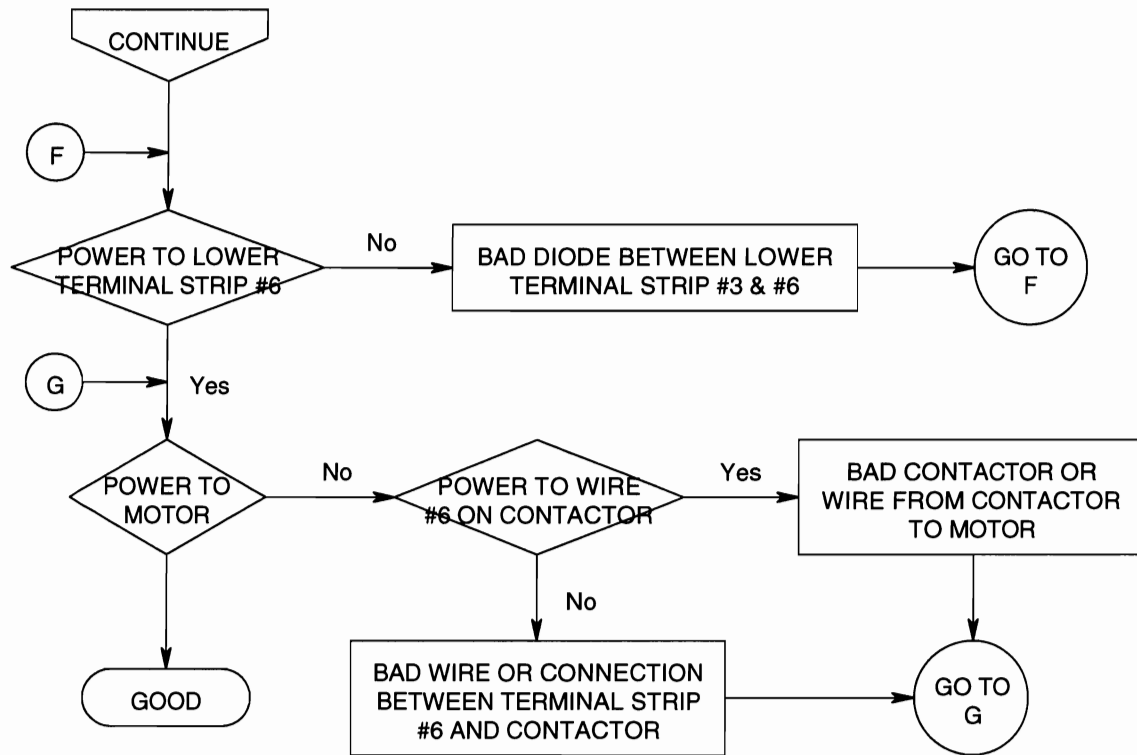 CONTINUE
F
POWER TO LOWER
TERMINAL STRIP #6
No
BAD DIODE BETWEEN LOWER
TERMINAL STRIP #3 & #6
GO TO
F
G
Yes
POWER TO
MOTOR
No
POWER TO WIRE
#6 ON CONTACTOR
Yes
BAD CONTACTOR OR
WIRE FROM CONTACTOR
TO MOTOR
No
GOOD
BAD WIRE OR CONNECTION
BETWEEN TERMINAL STRIP
#6 AND CONTACTOR
GO TO
G